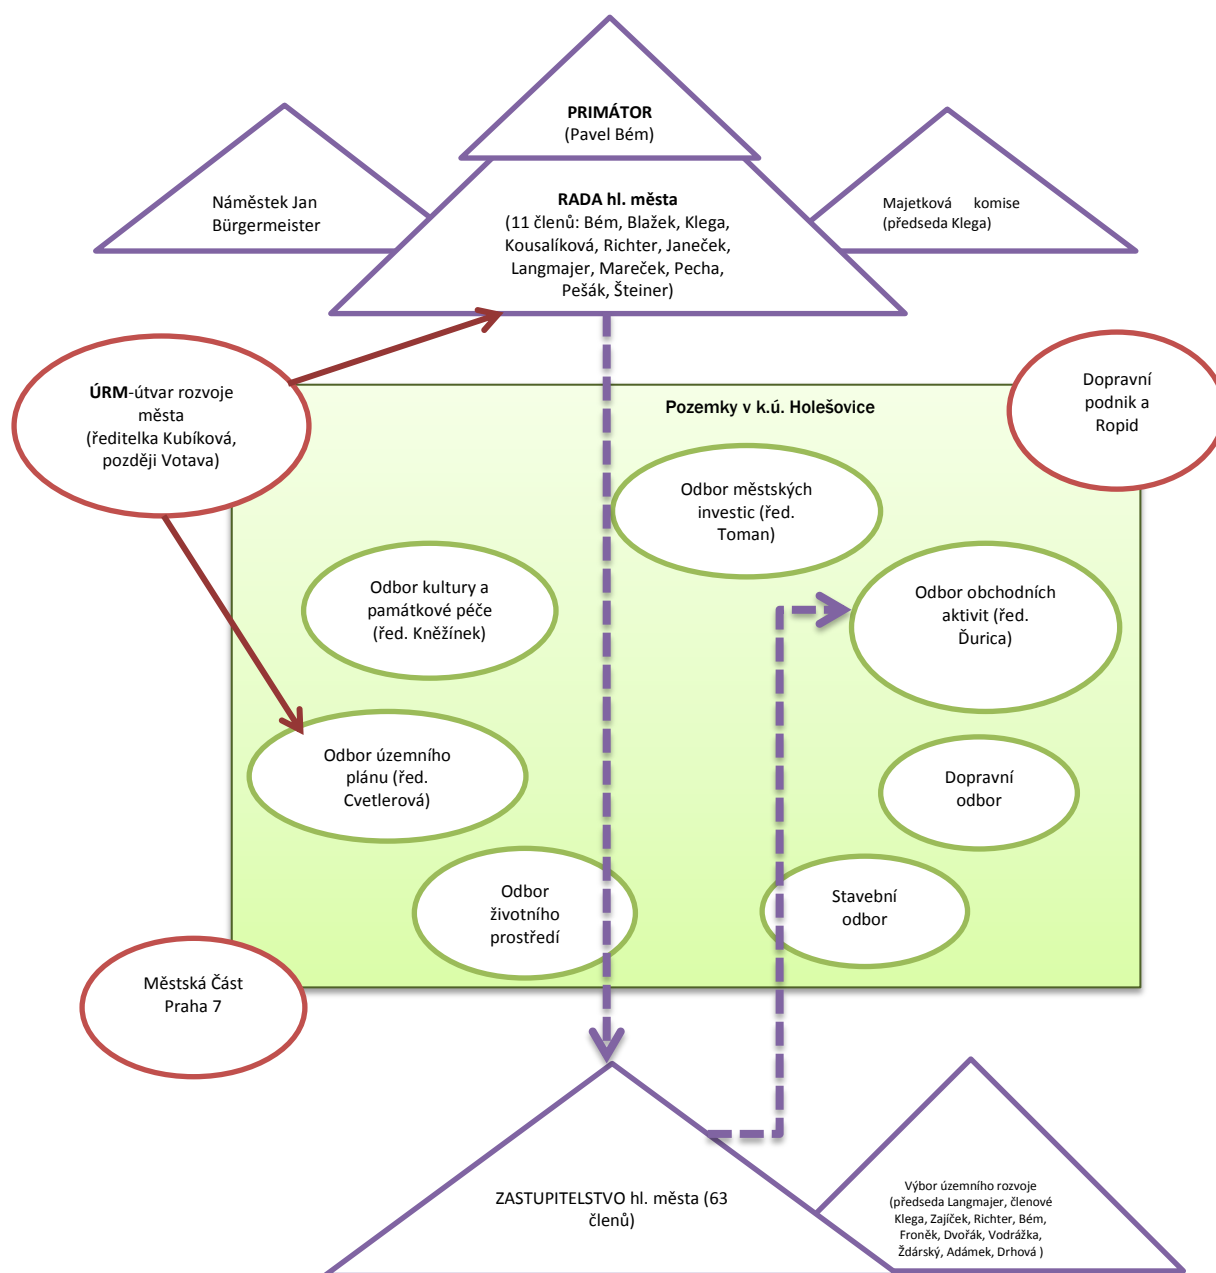 PRIMÁTOR
(Pavel Bém)
Náměstek Jan
Bürgermeister
RADA hl. města
(11 členů: Bém, Blažek, Klega,
Kousalíková, Richter, Janeček,
Langmajer, Mareček, Pecha,
Pešák, Šteiner)
Majetková komise
(předseda Klega)
ÚRM-útvar rozvoje
města
(ředitelka Kubíková,
později Votava)
Dopravní
podnik a
Ropid
Pozemky v k.ú. Holešovice
Odbor městských
investic (řed.
Toman)
Odbor kultury a
památkové péče
(řed. Kněžínek)
Odbor obchodních
aktivit (řed.
Ďurica)
Odbor územního
plánu (řed.
Cvetlerová)
Dopravní
odbor
Odbor
životního
prostředí
Stavební
odbor
Městská Část
Praha 7
ZASTUPITELSTVO hl. města (63
členů)
Výbor územního rozvoje
(předseda Langmajer, členové
Klega, Zajíček, Richter, Bém,
Froněk, Dvořák, Vodrážka,
Ždárský, Adámek, Drhová )